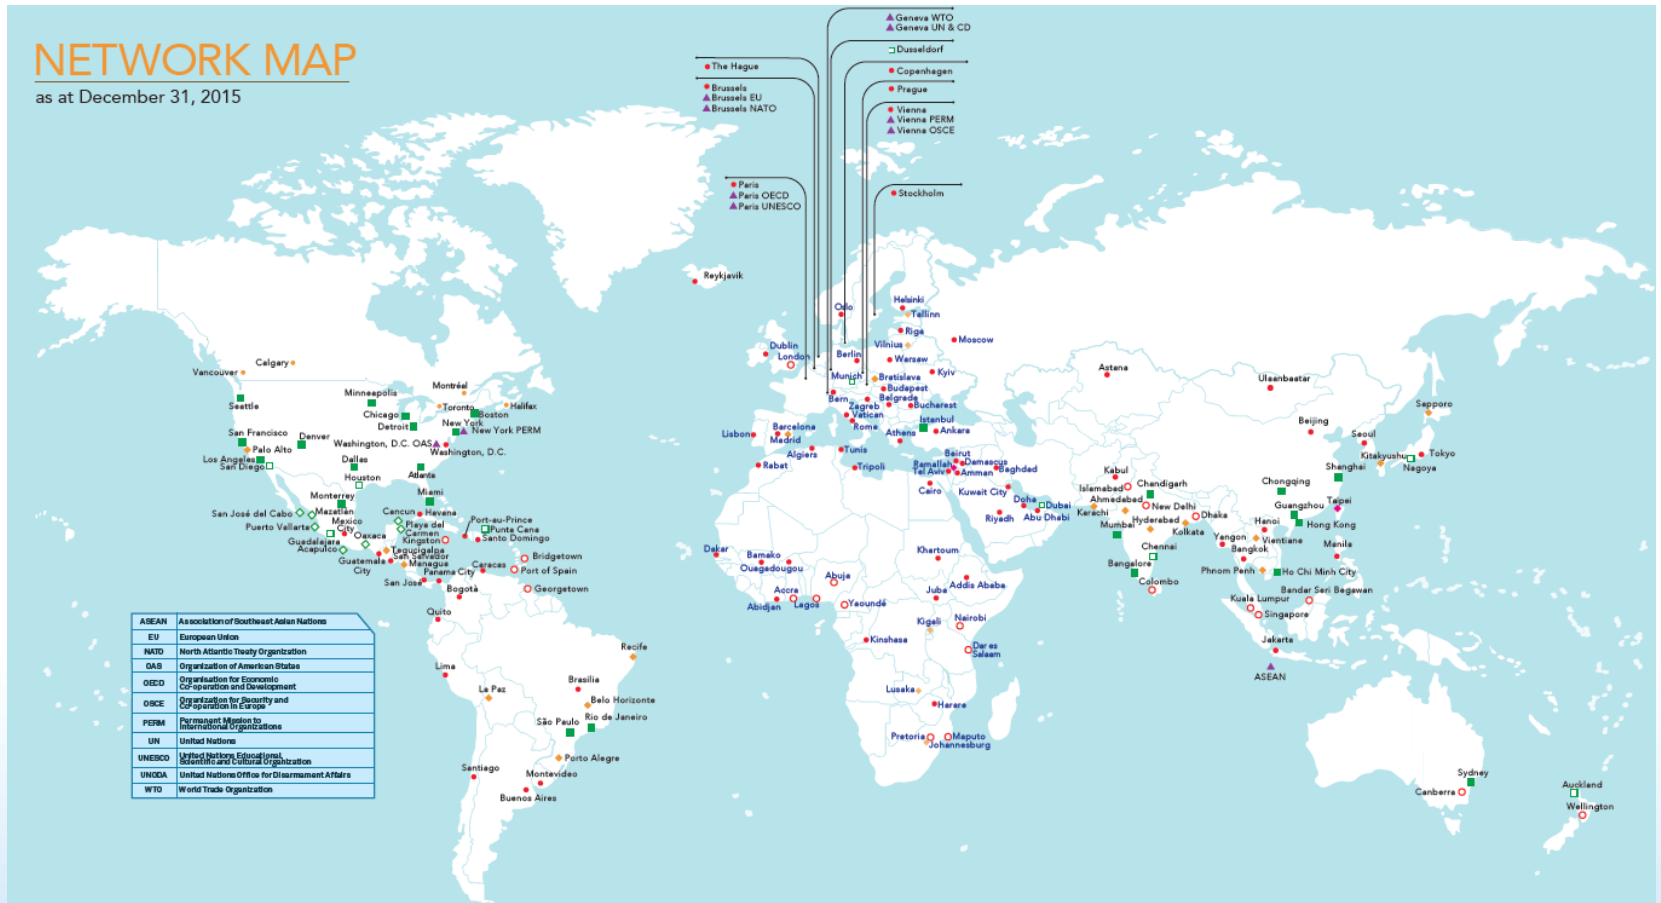 NETWORK MAP
as at December 31, 2015
Geneva WTO
Geneva UN & CD
Dusseldorf
Copenhagen
Prague
Vienna
Vienna PERM
Vienna OSCE
The Hague
Brussels
Brussels EU
Brussels NATO
Paris
Paris OECD
Paris UNESCO
Stockholm
Reykjavik
Oslo
Helsinki
Tallinn
Riga
Vilnius
Moscow
Dublin
London
Berlin
Warsaw
Munich
Bratislava
Kyiv
Budapest
Bern
Zagreb
Belgrade
Bucharest
Vatican
Rome
Istanbul
Athens
Ankara
Lisbon
Barcelona
Madrid
Algiers
Tunis
Rabat
Tripoli
Beirut
Damascus
Ramallah
Tel Aviv
Amman
Baghdad
Cairo
Kuwait City
Doha
Dubai
Riyadh
Abu Dhabi
Calgary
Vancouver
Seattle
Minneapolis
Montréal
Toronto
Halifax
Chicago
Boston
Detroit
New York
New York PERM
San Francisco
Denver
Washington, D.C. OAS
Washington, D.C.
Palo Alto
Los Angeles
San Diego
Dallas
Houston
Atlanta
Monterrey
Miami
San José del Cabo
Mazatlán
Cancun
Havana
Puerto Vallarta
Mexico
City
Playa del
Carmen
Port-au-Prince
Punta Cana
Guadalajara
Oaxaca
Kingston
Santo Domingo
Acapulco
Tegucigalpa
San Salvador
Guatemala
City
Managua
Bridgetown
Panama City
Caracas
Port of Spain
San José
Bogotá
Georgetown
Quito
Lima
Recife
La Paz
Brasilia
Belo Horizonte
São Paulo
Rio de Janeiro
Porto Alegre
Santiago
Montevideo
Buenos Aires
Dakar
Bamako
Ouagadougou
Khartoum
Abuja
Accra
Addis Ababa
Abidjan
Lagos
Yaoundé
Juba
Nairobi
Kigali
Kinshasa
Dar es
Salaam
Lusaka
Harare
Pretoria
Maputo
Johannesburg
Astana
Ulaanbaatar
Beijing
Sapporo
Seoul
Kitakyushu
Tokyo
Nagoya
Shanghai
Kabul
Islamabad
Chandigarh
Chongqing
Ahmedabad
New Delhi
Guangzhou
Taipei
Karachi
Dhaka
Hyderabad
Hanoi
Hong Kong
Mumbai
Kolkata
Yangon
Vientiane
Manila
Chennai
Bangkok
Bangalore
Phnom Penh
Ho Chi Minh City
Colombo
Bandar Seri Begawan
Kuala Lumpur
Singapore
Jakarta
ASEAN
Sydney
Canberra
Auckland
Wellington
ASEAN Association of Southeast Asian Nations
EU European Union
NATO North Atlantic Treaty Organization
OAS Organization of American States
OECD Organisation for Economic
Co-operation and Development
OSCE Organization for Security and
Co-operation in Europe
PERM Permanent Mission to
International Organizations
UN United Nations
UNESCO United Nations Educational,
Scientific and Cultural Organization
UNODA United Nations Office for Disarmament Affairs
WTO World Trade Organization